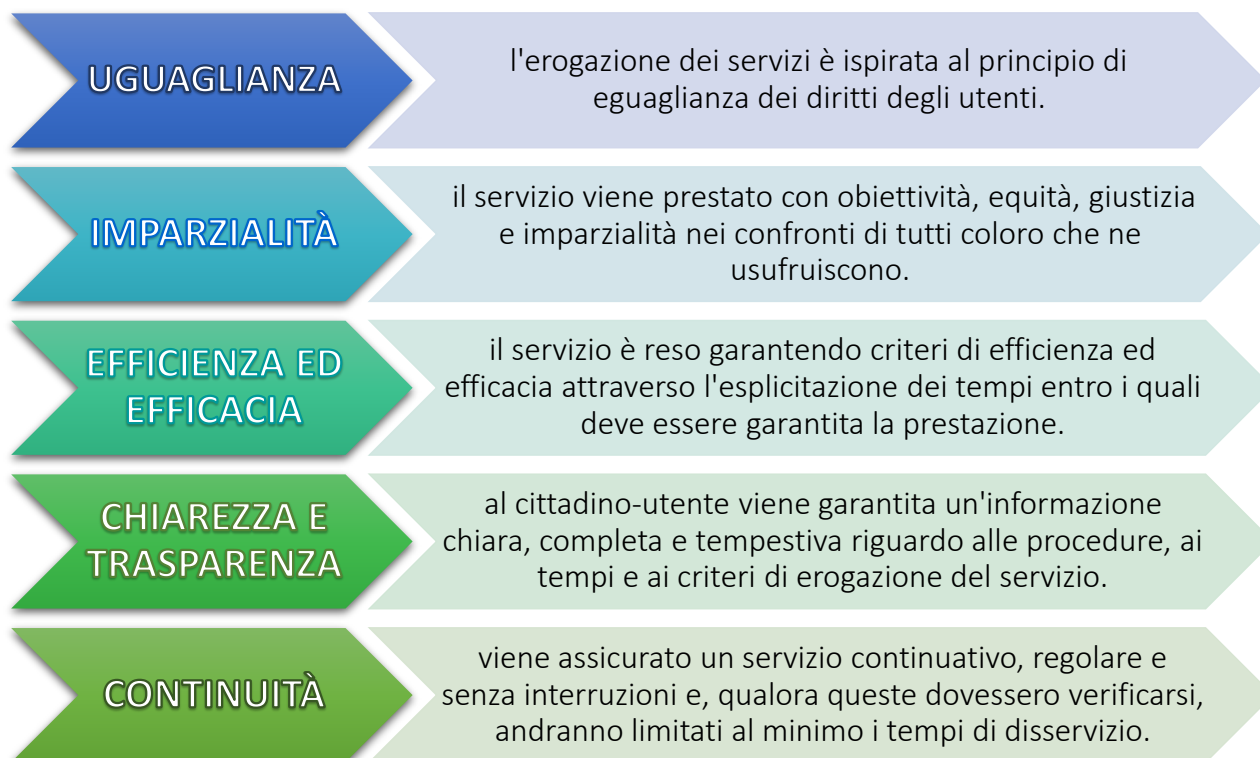 UGUAGLIANZA
l'erogazione dei servizi è ispirata al principio di
eguaglianza dei diritti degli utenti.
IMPARZIALITÀ
il servizio viene prestato con obiettività, equità, giustizia
e imparzialità nei confronti di tutti coloro che ne
usufruiscono.
EFFICIENZA ED
EFFICACIA
il servizio è reso garantendo criteri di efficienza ed
efficacia attraverso l'esplicitazione dei tempi entro i quali
deve essere garantita la prestazione.
CHIAREZZA E
TRASPARENZA
al cittadino-utente viene garantita un'informazione
chiara, completa e tempestiva riguardo alle procedure, ai
tempi e ai criteri di erogazione del servizio.
CONTINUITÀ
viene assicurato un servizio continuativo, regolare e
senza interruzioni e, qualora queste dovessero verificarsi,
andranno limitati al minimo i tempi di disservizio.